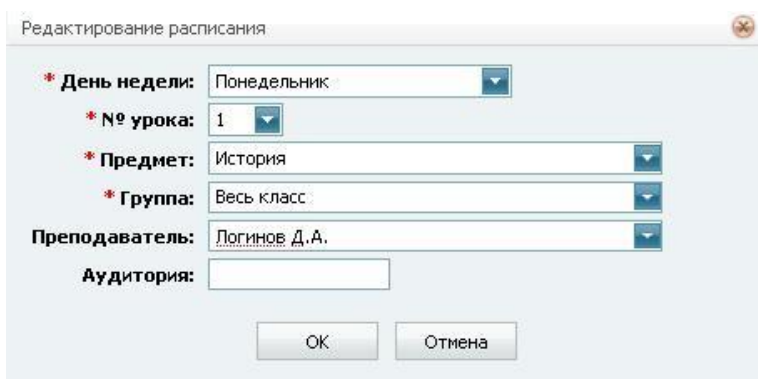 Редактирование расписания
* День недели: Понедельник
* № урока: 1
* Предмет: История
* Группа: Весь класс
Преподаватель: Логинов Д.А.
Аудитория:
ОК Отмена